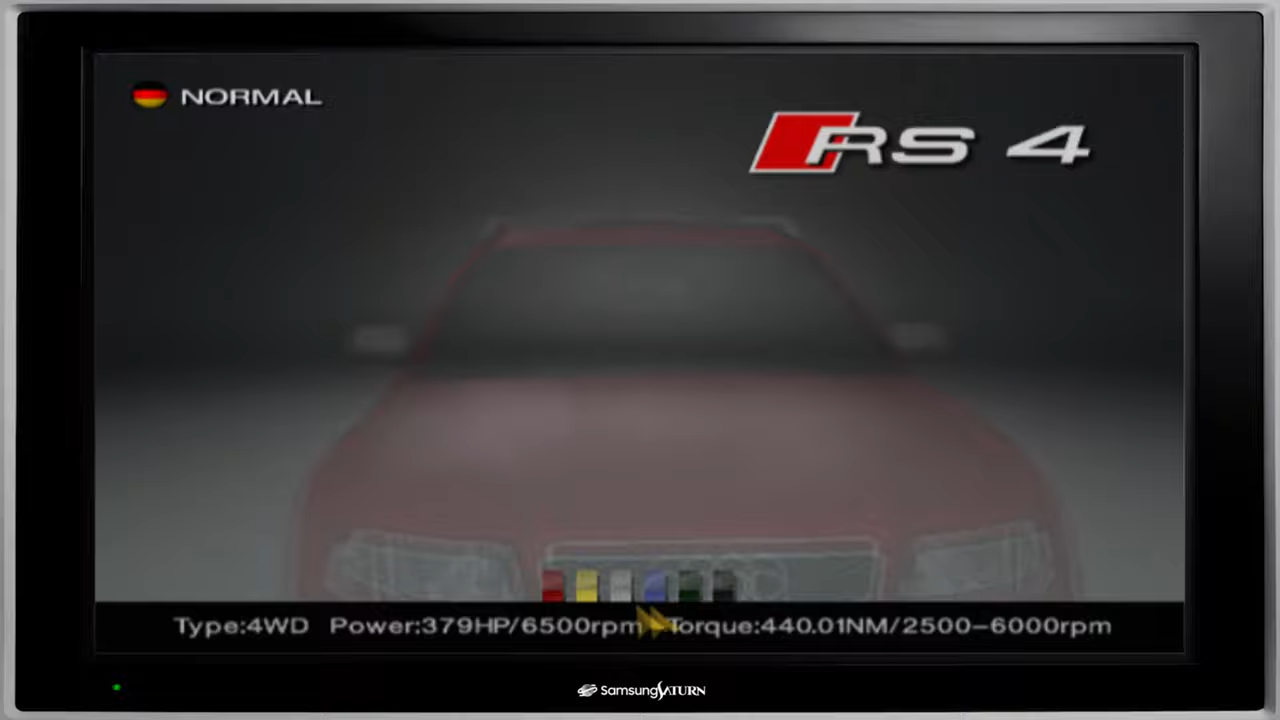 NORMAL
RS 4
Type:4WD Power:379HP/6500rpm Torque:440.01NM/2500-6000rpm
SamsungSATURN